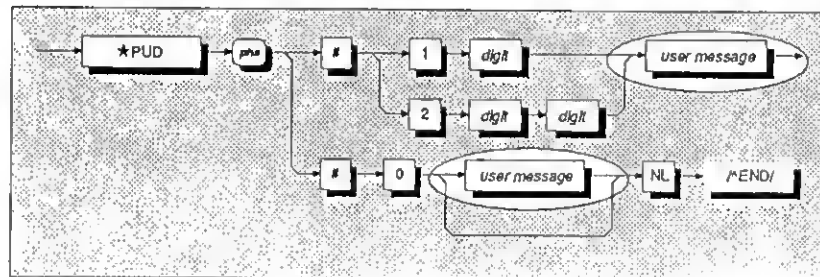 ★PUD phs # 1 digit user message
2 digit digit
# 0 user message NL /*END/